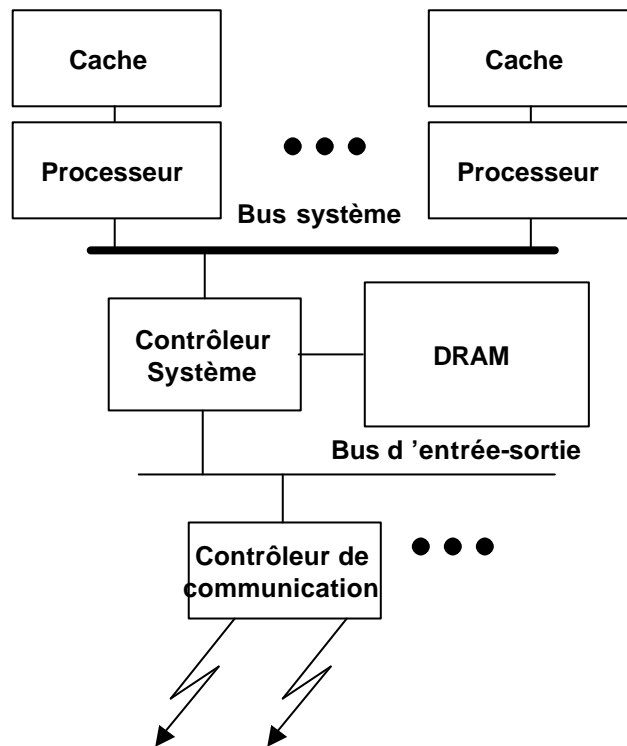 Cache
Cache
Processeur
Processeur
Bus système
Contrôleur
Système
DRAM
Bus d ’entrée-sortie
Contrôleur de
communication